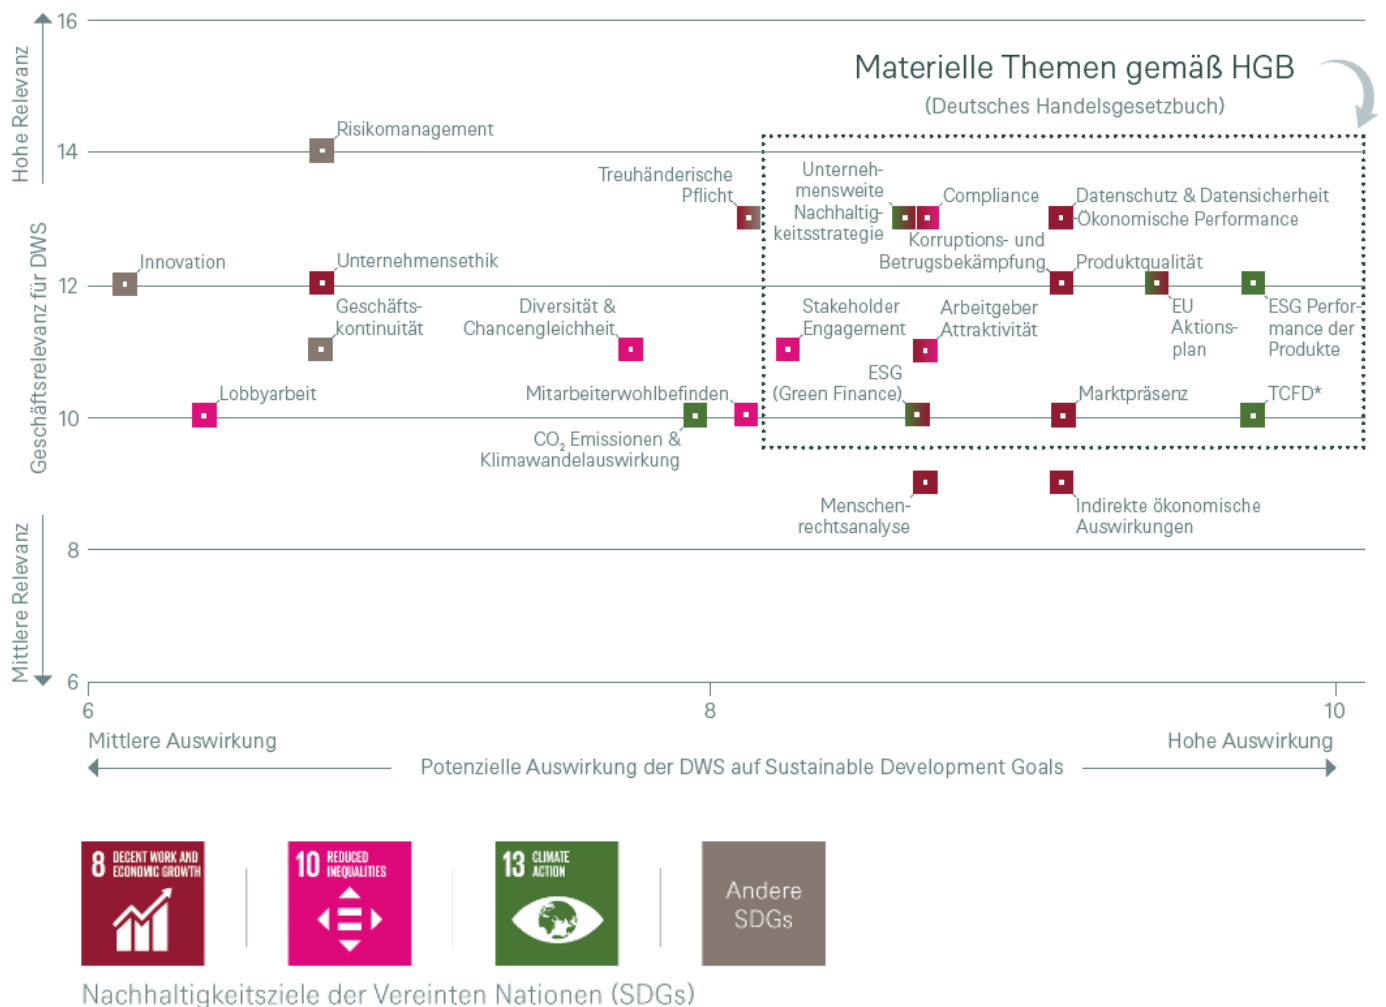 16
Materielle Themen gemäß HGB
(Deutsches Handelsgesetzbuch)
Hohe Relevanz
Geschäftsrelevanz für DWS
Mittlere Relevanz
Risikomanagement
14
Treuhänderische
Pflicht
Unterneh-
mensweite
Nachhaltig-
keitsstrategie
Compliance
Datenschutz & Datensicherheit
Ökonomische Performance
Innovation
Unternehmensethik
Korruptions- und
Betrugsbekämpfung
Produktqualität
12
Geschäfts-
kontinuität
Diversität &
Chancengleichheit
Stakeholder
Engagement
Arbeitgeber
Attraktivität
EU
Aktions-
plan
ESG Perfor-
mance der
Produkte
Lobbyarbeit
Mitarbeiterwohlbefinden
ESG
(Green Finance)
Marktpräsenz
TCFD*
10
CO₂ Emissionen &
Klimawandelauswirkung
Menschen-
rechtsanalyse
Indirekte ökonomische
Auswirkungen
8
6
6
8
10
Mittlere Auswirkung
Hohe Auswirkung
Potenzielle Auswirkung der DWS auf Sustainable Development Goals
8 DECENT WORK AND
ECONOMIC GROWTH
10 REDUCED
INEQUALITIES
13 CLIMATE
ACTION
Andere
SDGs
Nachhaltigkeitsziele der Vereinten Nationen (SDGs)